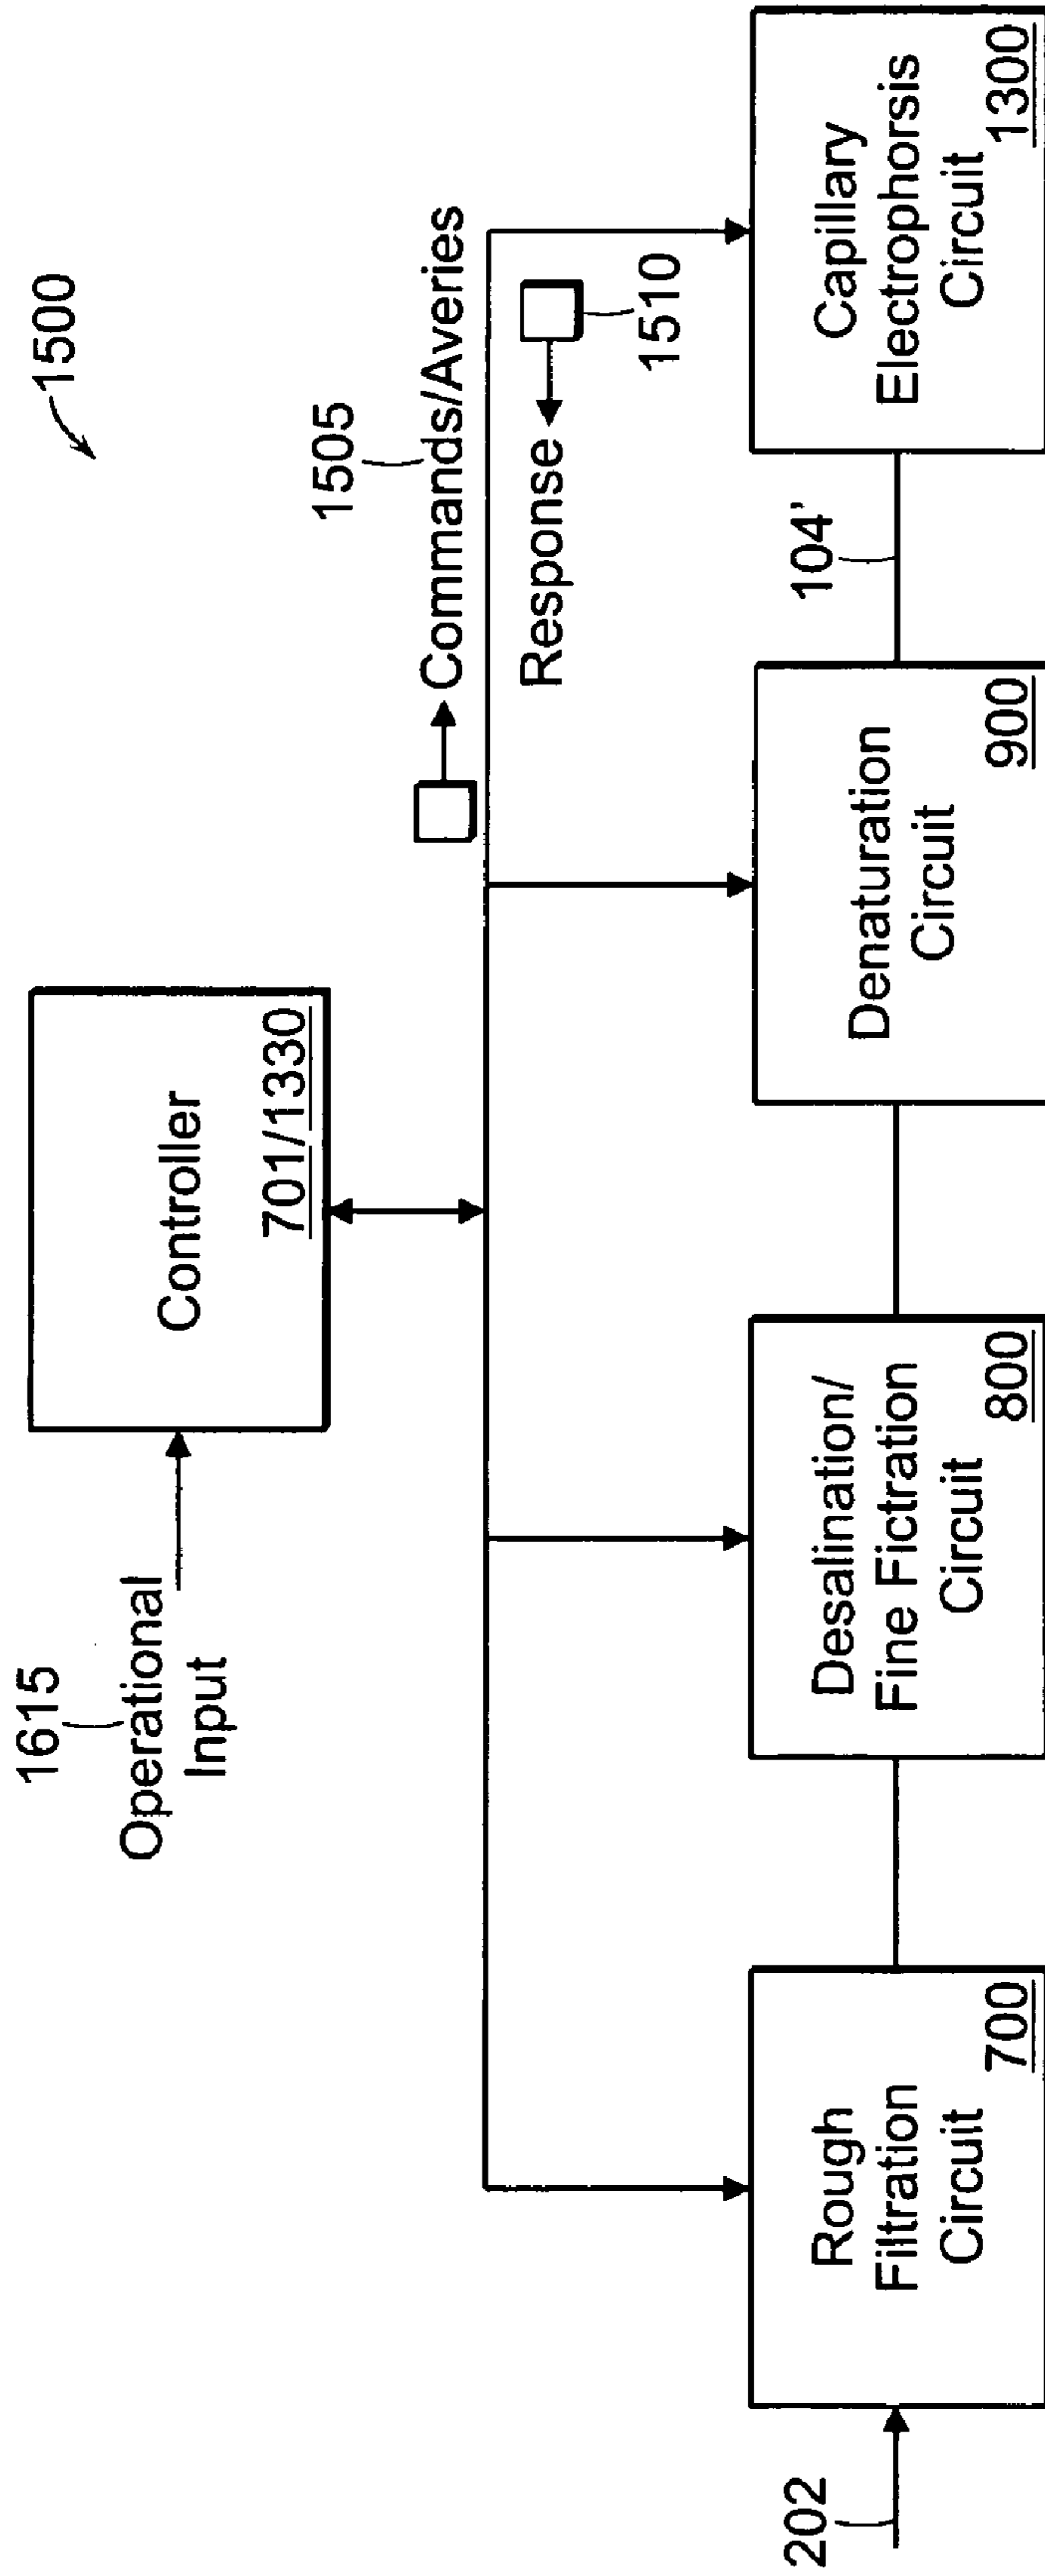 1500
1615
Operational
Input
Controller
701/1330
1505
Commands/Averies
Response
1510
202
Rough
Filtration
Circuit
700
Desalination/
Fine Fictration
Circuit
800
Denaturation
Circuit
900
104'
Capillary
Electrophorsis
Circuit
1300